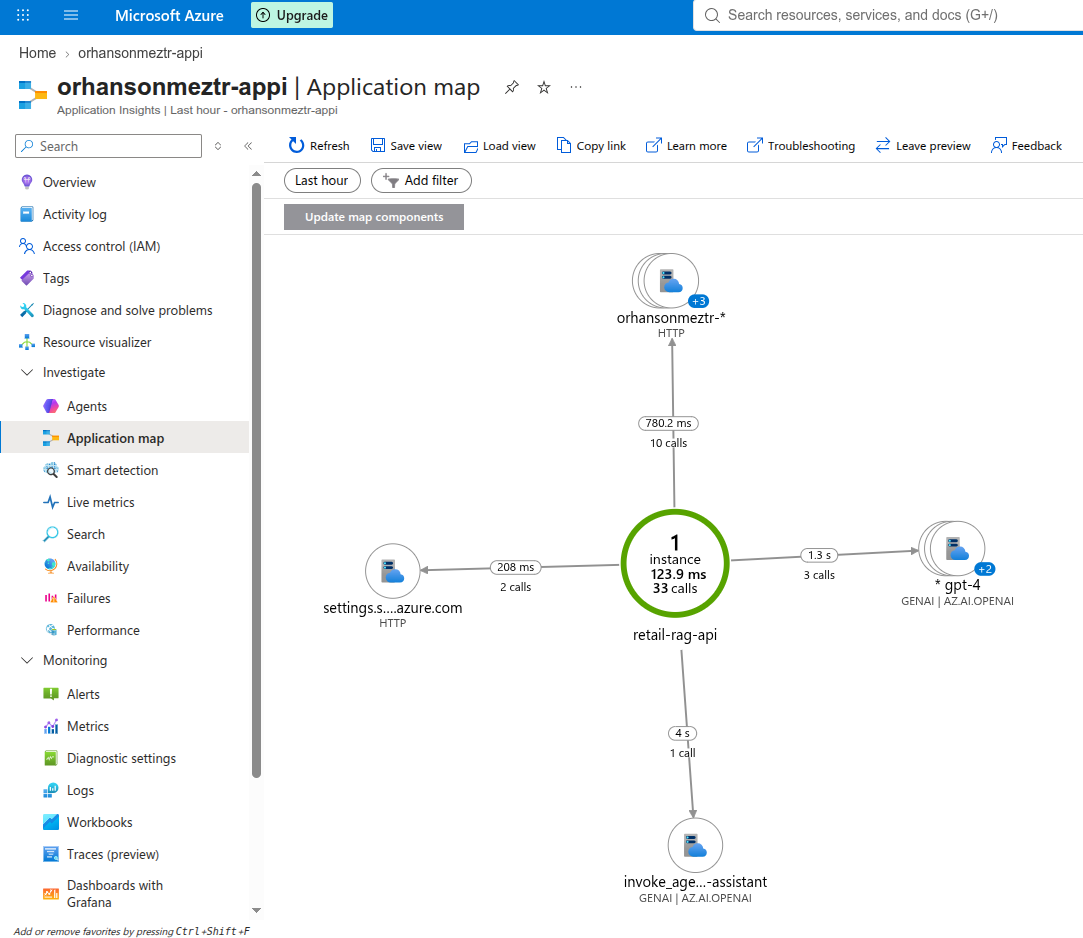 Microsoft Azure
Upgrade
Search resources, services, and docs (G+/)
Home › orhansonmeztr-appi
orhansonmeztr-appi | Application map
Application Insights | Last hour - orhansonmeztr-appi
Search
Refresh
Save view
Load view
Copy link
Learn more
Troubleshooting
Leave preview
Feedback
Overview
Activity log
Access control (IAM)
Tags
Diagnose and solve problems
Resource visualizer
Investigate
Agents
Application map
Smart detection
Live metrics
Search
Availability
Failures
Performance
Monitoring
Alerts
Metrics
Diagnostic settings
Logs
Workbooks
Traces (preview)
Dashboards with
Grafana
Add or remove favorites by pressing Ctrl+Shift+F
Last hour
Add filter
Update map components
+3
orhansonmeztr-*
HTTP
780.2 ms
10 calls
1
instance
123.9 ms
33 calls
retail-rag-api
208 ms
2 calls
settings.s....azure.com
HTTP
1.3 s
3 calls
+2
* gpt-4
GENAI | AZ.AI.OPENAI
4 s
1 call
invoke_age...-assistant
GENAI | AZ.AI.OPENAI